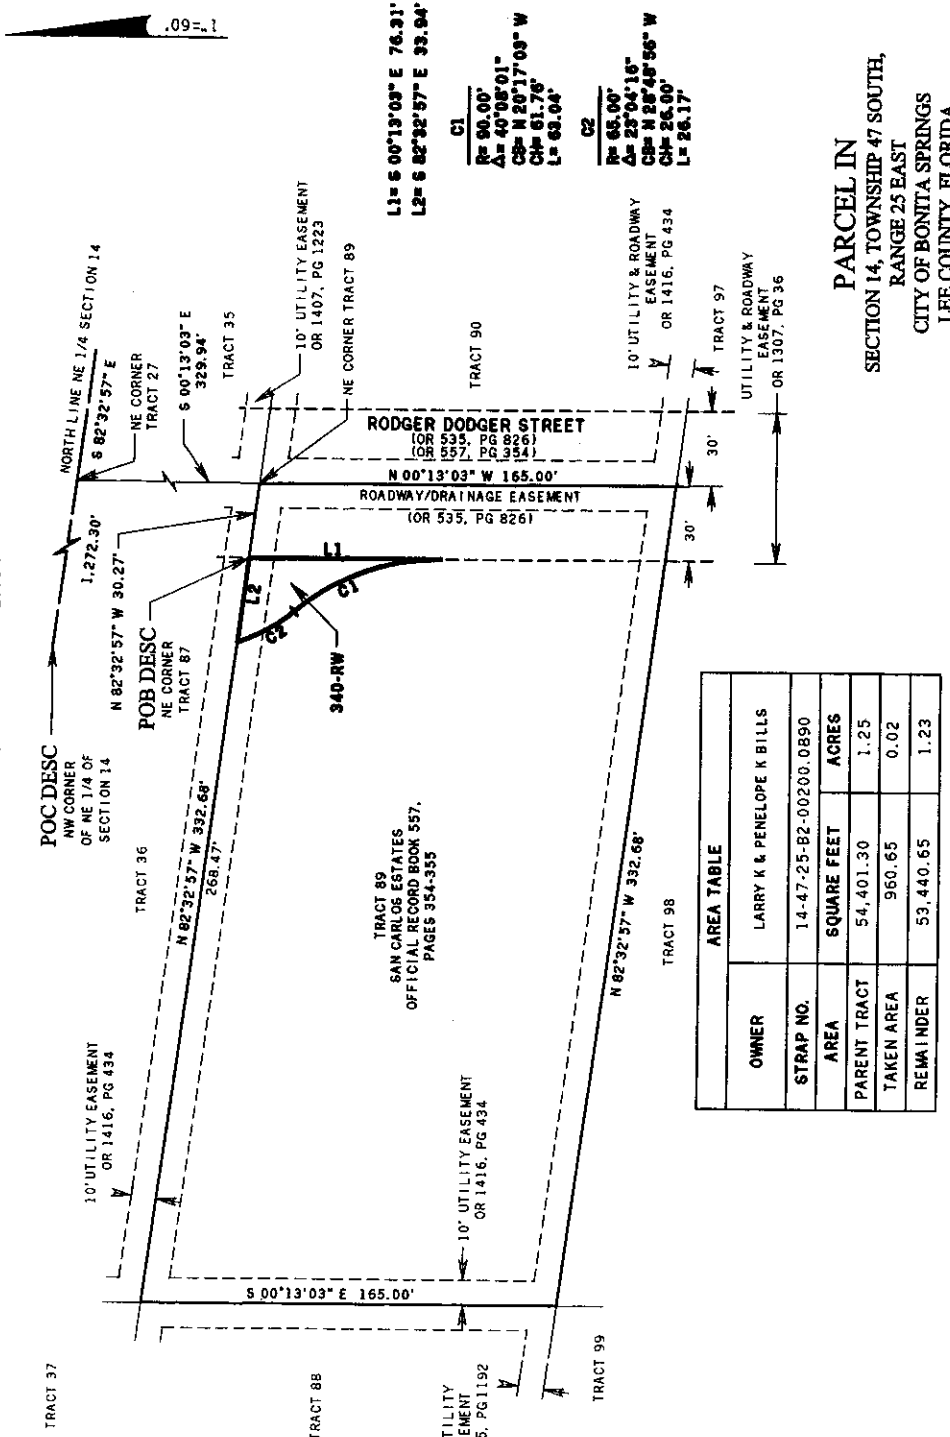 1"=60'
L1= S 00°13'03" E 76.31'
L2= S 82°32'57" E 33.94'
C1
R= 90.00'
Δ= 40°08'01"
CB= N 20°17'03" W
CH= 61.76'
L= 63.04'
C2
R= 65.00'
Δ= 23°04'16"
CB= N 28°48'56" W
CH= 26.00'
L= 26.17'
PARCEL IN
SECTION 14, TOWNSHIP 47 SOUTH,
RANGE 25 EAST
CITY OF BONITA SPRINGS
LEE COUNTY, FLORIDA
NORTH LINE NE 1/4 SECTION 14
S 82°32'57" E
1,272.30'
NE CORNER
TRACT 27
S 00°13'03" E
329.94'
TRACT 35
10' UTILITY EASEMENT
OR 1407, PG 1223
NE CORNER TRACT 89
POC DESC
NW CORNER
OF NE 1/4 OF
SECTION 14
N 82°32'57" W 30.27'
POB DESC
NE CORNER
TRACT 87
TRACT 36
N 82°32'57" W 332.68'
268.47'
L2
L1
C2
C1
340-RW
RODGER DODGER STREET
(OR 535, PG 826)
(OR 557, PG 354)
N 00°13'03" W 165.00'
ROADWAY/DRAINAGE EASEMENT
(OR 535, PG 826)
TRACT 90
10' UTILITY & ROADWAY
EASEMENT
OR 1416, PG 434
TRACT 97
UTILITY & ROADWAY
EASEMENT
OR 1307, PG 36
30'
30'
TRACT 89
SAN CARLOS ESTATES
OFFICIAL RECORD BOOK 557,
PAGES 354-355
N 82°32'57" W 332.68'
TRACT 98
10' UTILITY EASEMENT
OR 1416, PG 434
10' UTILITY EASEMENT
OR 1416, PG 434
S 00°13'03" E 165.00'
TRACT 37
TRACT 88
TILITY
EMENT
5, PG1192
TRACT 99
AREA TABLE
OWNER LARRY K & PENELOPE K BILLS
STRAP NO. 14-47-25-B2-00200.0890
AREA SQUARE FEET ACRES
PARENT TRACT 54,401.30 1.25
TAKEN AREA 960.65 0.02
REMAINDER 53,440.65 1.23